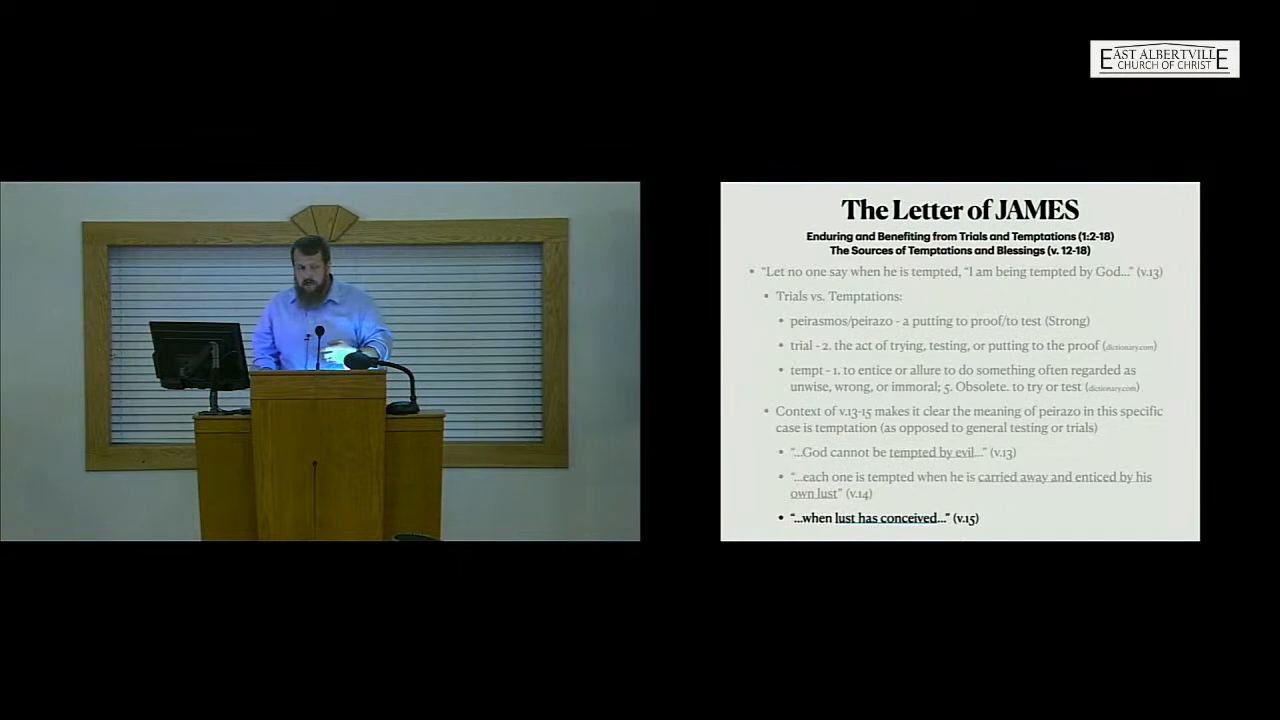 EAST ALBERTVILLE
CHURCH OF CHRIST
The Letter of JAMES
Enduring and Benefiting from Trials and Temptations (1:2-18)
The Sources of Temptations and Blessings (v. 12-18)
• “Let no one say when he is tempted, “I am being tempted by God...” (v.13)
• Trials vs. Temptations:
• peirasmos/peirazo - a putting to proof/to test (Strong)
• trial - 2. the act of trying, testing, or putting to the proof (dictionary.com)
• tempt - 1. to entice or allure to do something often regarded as
unwise, wrong, or immoral; 5. Obsolete. to try or test (dictionary.com)
• Context of v.13-15 makes it clear the meaning of peirazo in this specific
case is temptation (as opposed to general testing or trials)
• “...God cannot be tempted by evil...” (v.13)
• “...each one is tempted when he is carried away and enticed by his
own lust” (v.14)
• “...when lust has conceived...” (v.15)